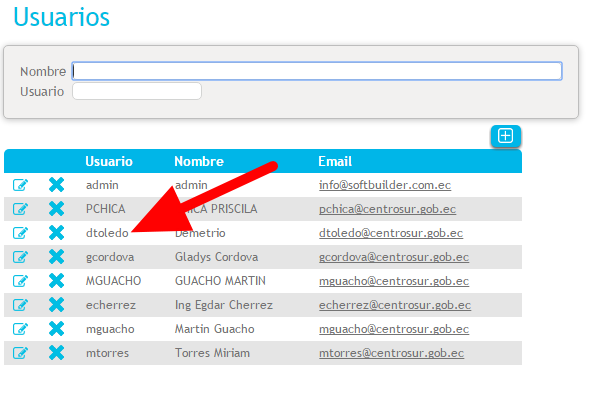 Usuarios
Nombre
Usuario
Usuario Nombre Email
admin admin info@softbuilder.com.ec
PCHICA PRISCILA pchica@centrosur.gob.ec
dtoledo Demetrio dtoledo@centrosur.gob.ec
gcordova Gladys Cordova gcordova@centrosur.gob.ec
MGUACHO GUACHO MARTIN mguacho@centrosur.gob.ec
echerrez Ing Egdar Cherrez echerrez@centrosur.gob.ec
mguacho Martin Guacho mguacho@centrosur.gob.ec
mtorres Torres Miriam mtorres@centrosur.gob.ec